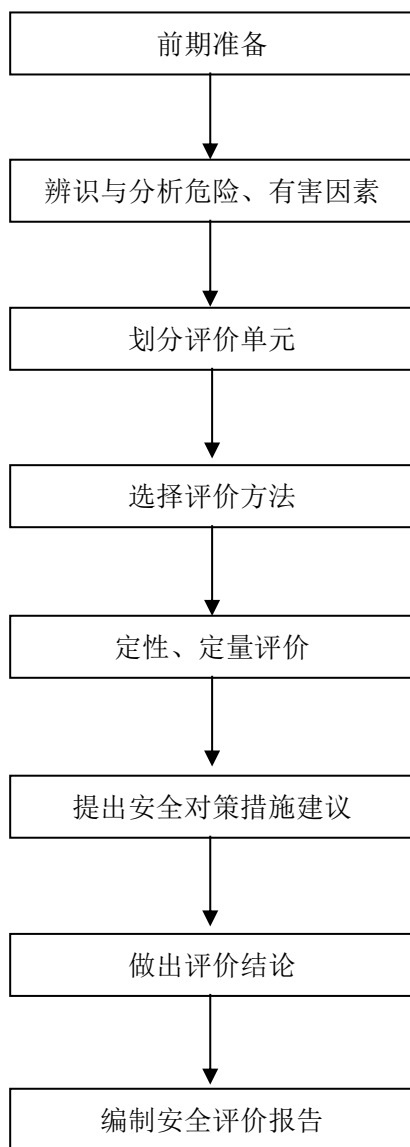 前期准备
辨识与分析危险、有害因素
划分评价单元
选择评价方法
定性、定量评价
提出安全对策措施建议
做出评价结论
编制安全评价报告